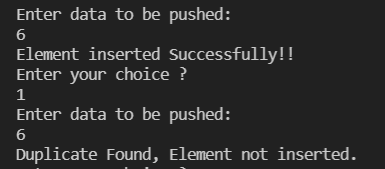 Enter data to be pushed:
6
Element inserted Successfully!!
Enter your choice ?
1
Enter data to be pushed:
6
Duplicate Found, Element not inserted.